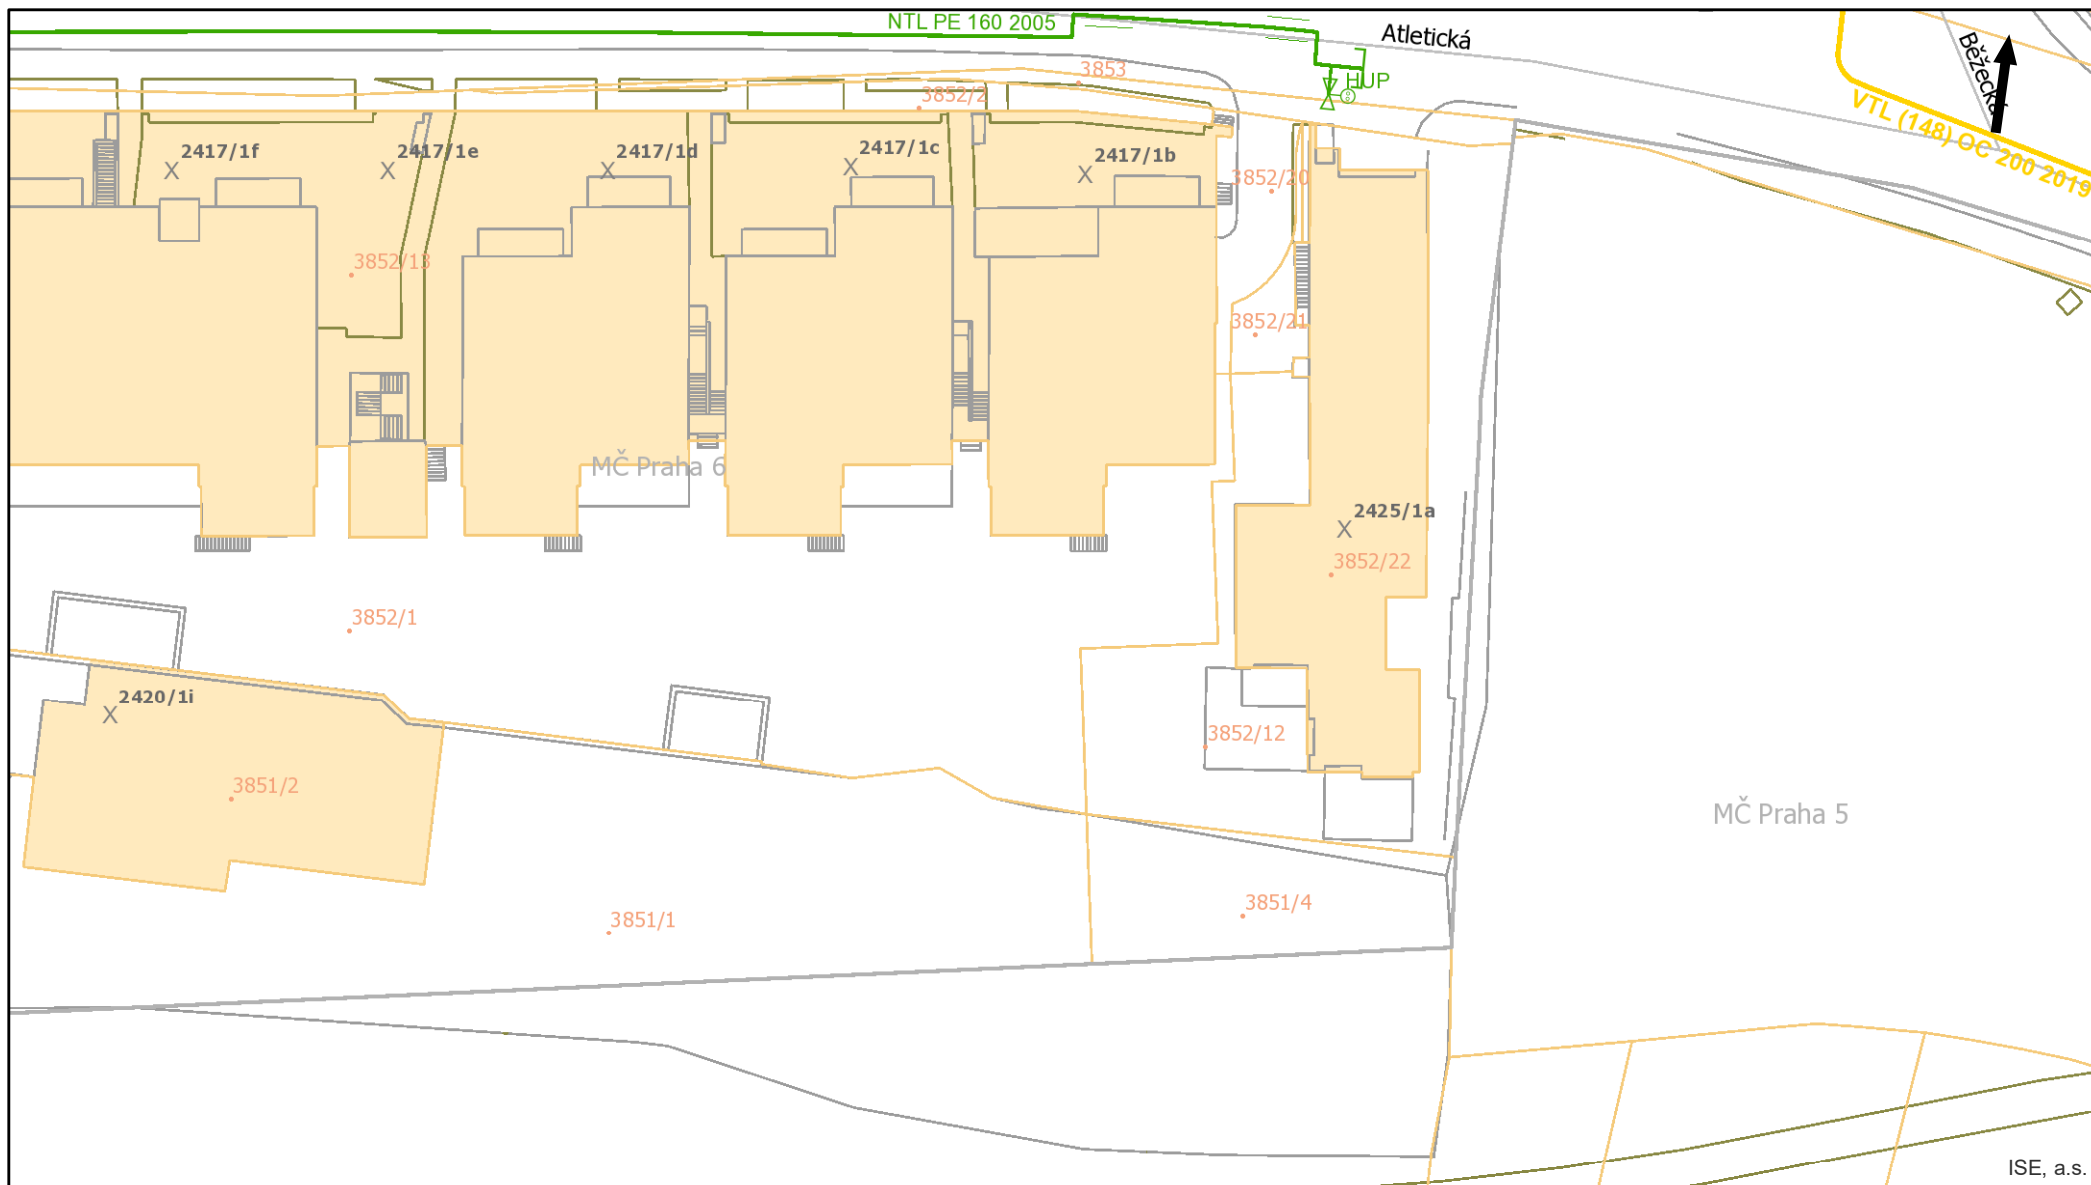 NTL PE 160 2005
Atletická
Běžecká
3853
HUP
3852/2
VTL (148) OC 200 2019
2417/1f
2417/1e
2417/1d
2417/1c
2417/1b
3852/20
3852/13
3852/21
MČ Praha 6
2425/1a
3852/22
3852/1
2420/1i
3852/12
3851/2
MČ Praha 5
3851/4
3851/1
ISE, a.s.